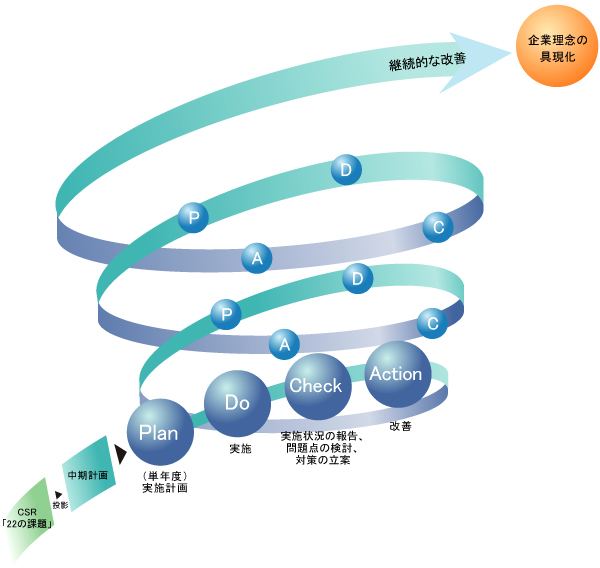 企業理念の
具現化
継続的な改善
D
P
C
A
D
P
C
A
Plan
Do
Check
Action
(単年度)
実施計画
実施
実施状況の報告、
問題点の検討、
対策の立案
改善
中期計画
投影
CSR
「22の課題」